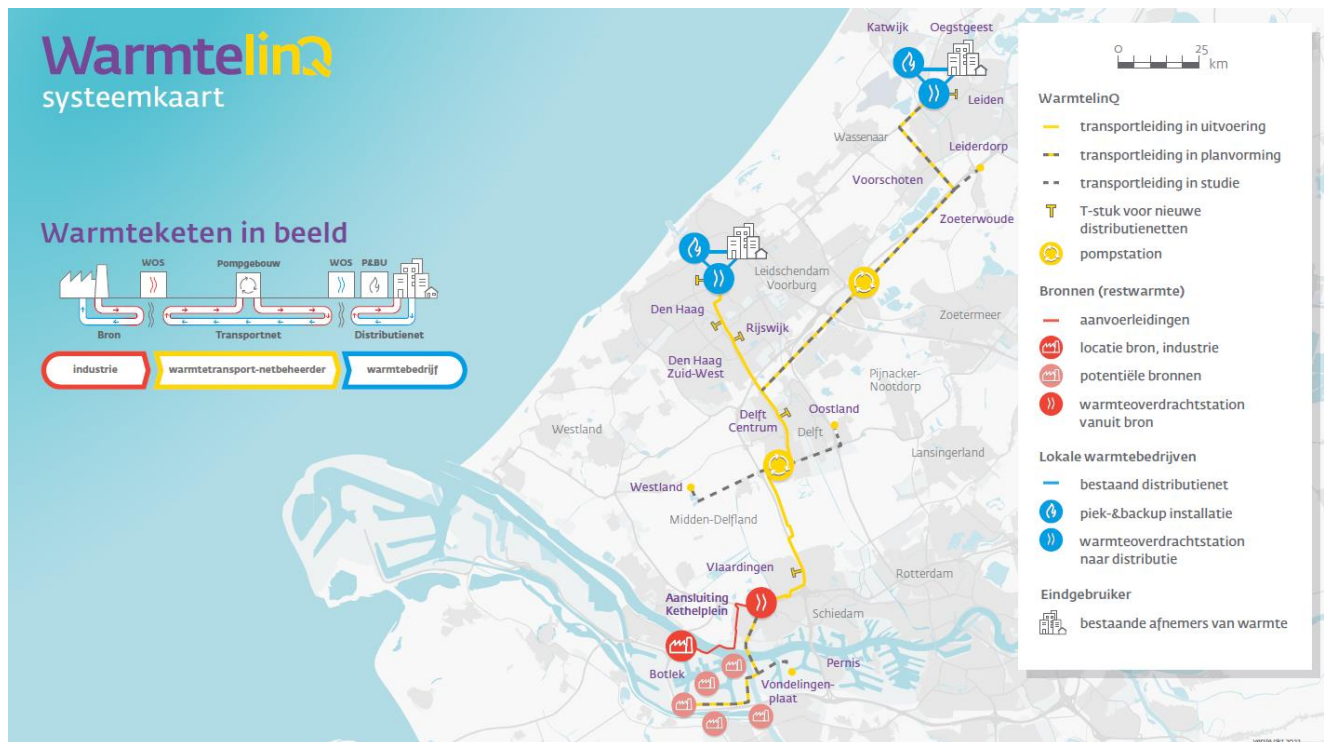 WarmtelinQ
systeemkaart
Warmteketen in beeld
WOS
Pompgebouw
WOS
P&BU
Bron
Transportnet
Distributienet
industrie
warmtetransport-netbeheerder
warmtebedrijf
Katwijk
Oegstgeest
Leiden
Wassenaar
Leiderdorp
Voorschoten
Zoeterwoude
Leidschendam
Voorburg
Den Haag
Rijswijk
Zoetermeer
Den Haag
Zuid-West
Pijnacker-
Nootdorp
Delft
Centrum
Oostland
Delft
Westland
Lansingerland
Westland
Midden-Delfland
Vlaardingen
Rotterdam
Aansluiting
Kethelplein
Schiedam
Botlek
Pernis
Vondelingen-
plaat
0 25
km
WarmtelinQ
transportleiding in uitvoering
transportleiding in planvorming
transportleiding in studie
T-stuk voor nieuwe
distributienetten
pompstation
Bronnen (restwarmte)
aanvoerleidingen
locatie bron, industrie
potentiële bronnen
warmteoverdrachtstation
vanuit bron
Lokale warmtebedrijven
bestaand distributienet
piek-&backup installatie
warmteoverdrachtstation
naar distributie
Eindgebruiker
bestaande afnemers van warmte